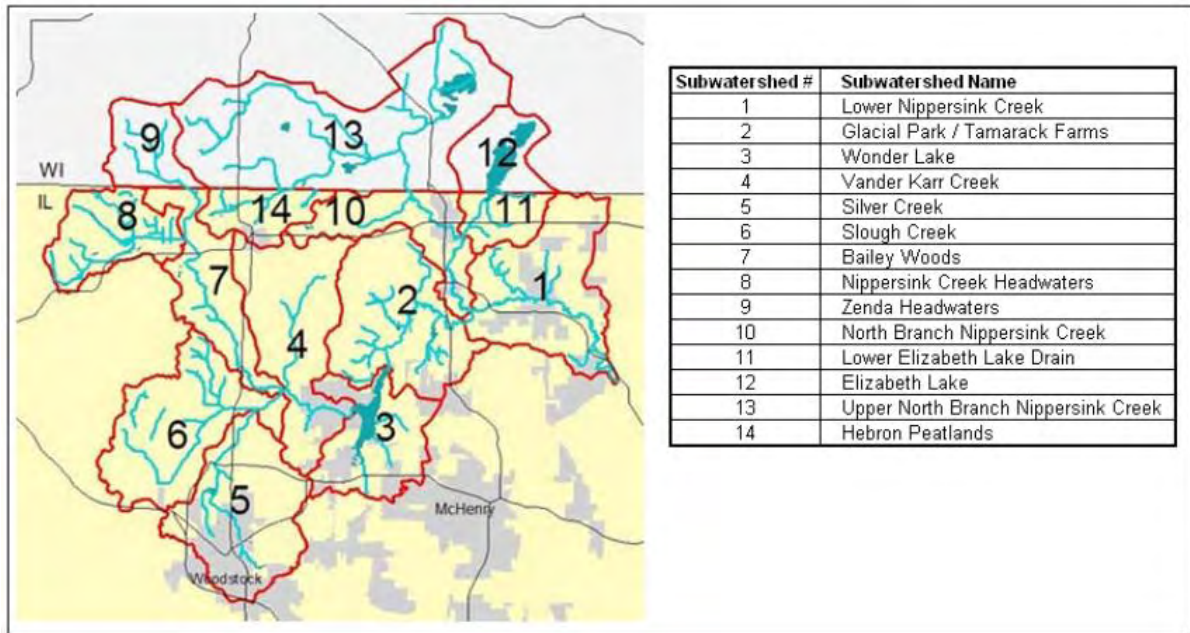 WI
IL
9
13
12
8
14
10
11
7
2
1
4
6
3
5
McHenry
Woodstock
Subwatershed # Subwatershed Name
1 Lower Nippersink Creek
2 Glacial Park / Tamarack Farms
3 Wonder Lake
4 Vander Karr Creek
5 Silver Creek
6 Slough Creek
7 Bailey Woods
8 Nippersink Creek Headwaters
9 Zenda Headwaters
10 North Branch Nippersink Creek
11 Lower Elizabeth Lake Drain
12 Elizabeth Lake
13 Upper North Branch Nippersink Creek
14 Hebron Peatlands